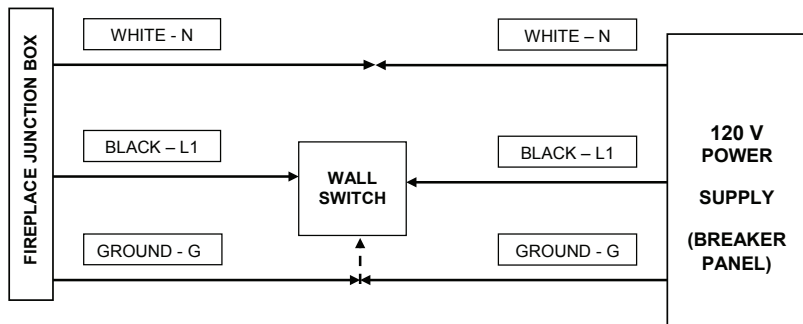 FIREPLACE JUNCTION BOX
WHITE - N
WHITE – N
BLACK – L1
BLACK – L1
WALL
SWITCH
GROUND - G
GROUND - G
120 V
POWER
SUPPLY
(BREAKER
PANEL)